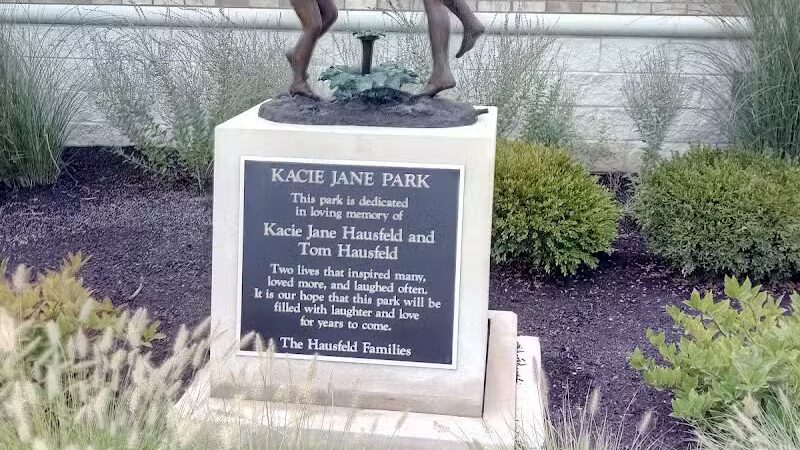 KACIE JANE PARK
This park is dedicated
in loving memory of
Kacie Jane Hausfeld and
Tom Hausfeld
Two lives that inspired many,
loved more, and laughed often.
It is our hope that this park will be
filled with laughter and love
for years to come.
The Hausfeld Families